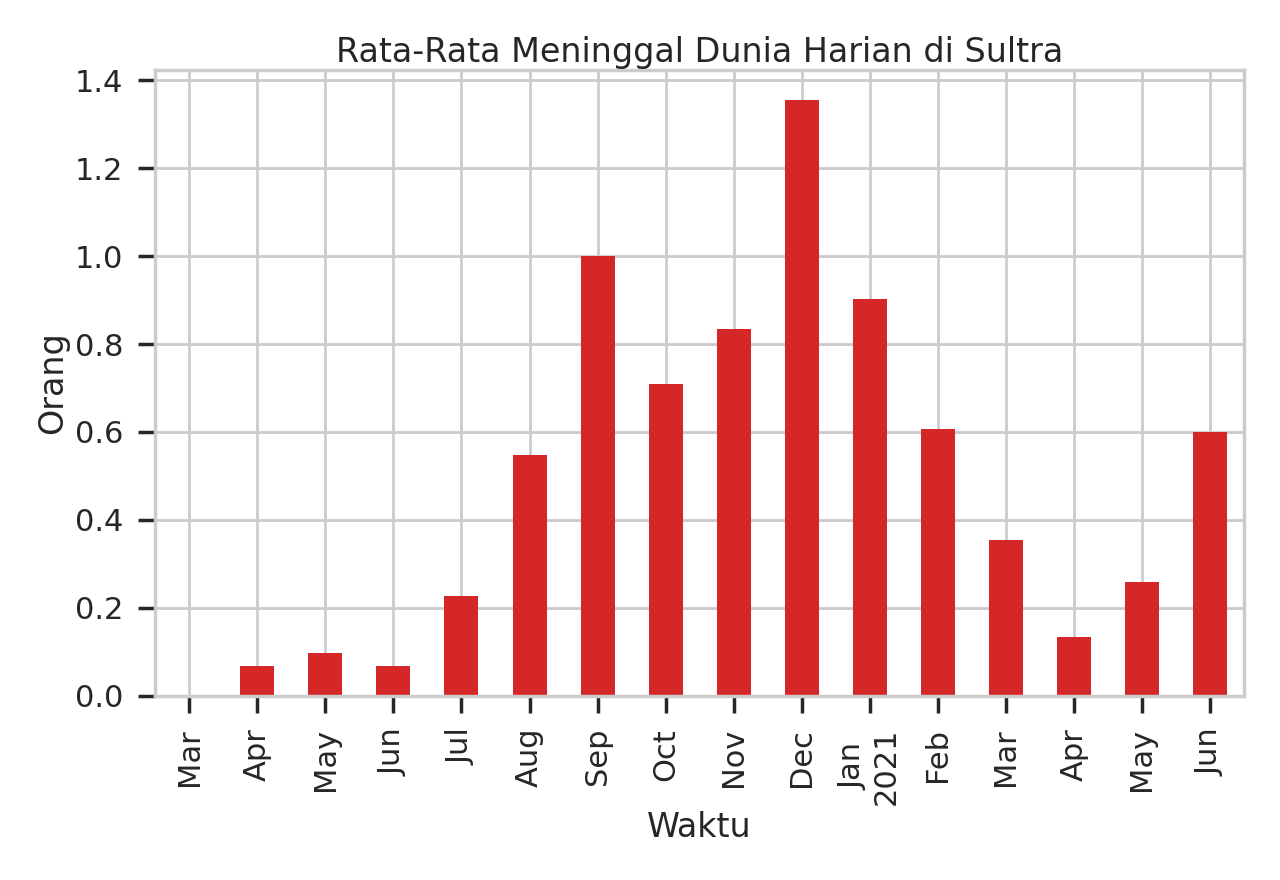 Rata-Rata Meninggal Dunia Harian di Sultra
1.4
1.2
1.0
0.8
0.6
0.4
0.2
0.0
Orang
Mar
Apr
May
Jun
Jul
Aug
Sep
Oct
Nov
Dec
Jan
2021
Feb
Mar
Apr
May
Jun
Waktu